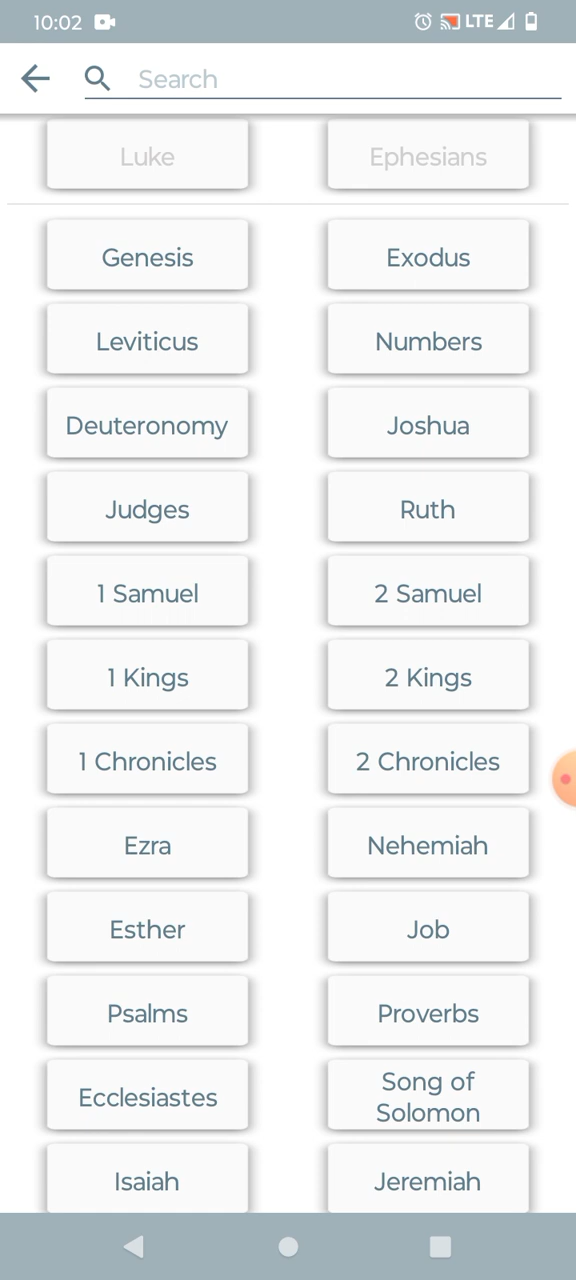 10:02
LTE
Search
Luke
Ephesians
Genesis
Exodus
Leviticus
Numbers
Deuteronomy
Joshua
Judges
Ruth
1 Samuel
2 Samuel
1 Kings
2 Kings
1 Chronicles
2 Chronicles
Ezra
Nehemiah
Esther
Job
Psalms
Proverbs
Ecclesiastes
Song of
Solomon
Isaiah
Jeremiah